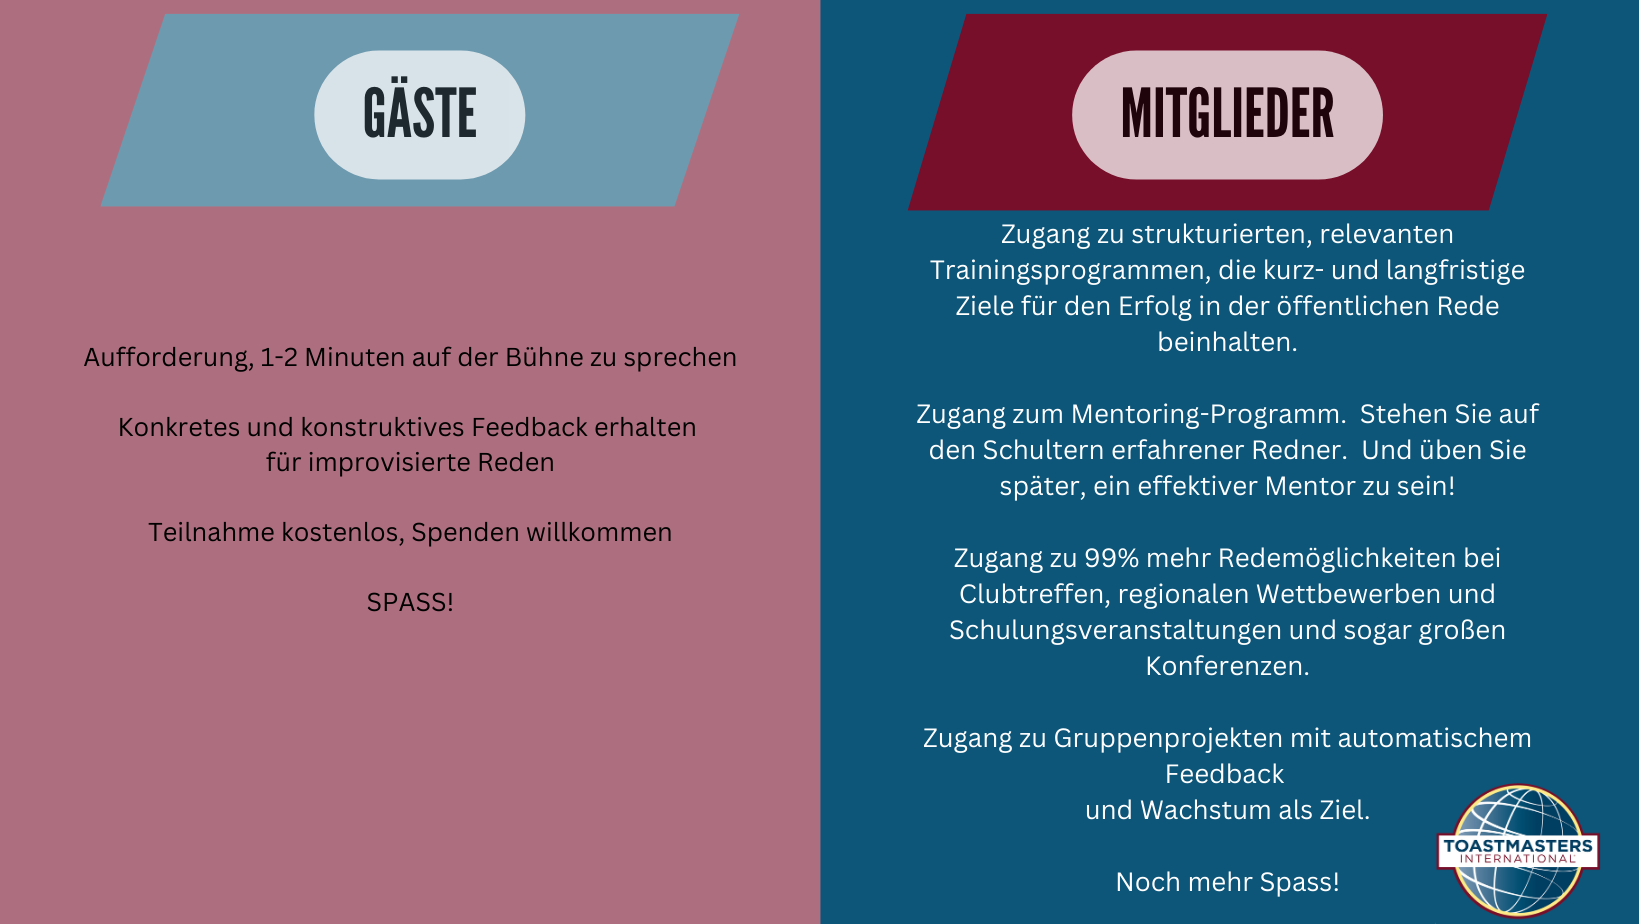 GÄSTE
Aufforderung, 1-2 Minuten auf der Bühne zu sprechen
Konkretes und konstruktives Feedback erhalten
für improvisierte Reden
Teilnahme kostenlos, Spenden willkommen
SPASS!
MITGLIEDER
Zugang zu strukturierten, relevanten
Trainingsprogrammen, die kurz- und langfristige
Ziele für den Erfolg in der öffentlichen Rede
beinhalten.
Zugang zum Mentoring-Programm.  Stehen Sie auf
den Schultern erfahrener Redner.  Und üben Sie
später, ein effektiver Mentor zu sein!
Zugang zu 99% mehr Redemöglichkeiten bei
Clubtreffen, regionalen Wettbewerben und
Schulungsveranstaltungen und sogar großen
Konferenzen.
Zugang zu Gruppenprojekten mit automatischem
Feedback
und Wachstum als Ziel.
Noch mehr Spass!
TOASTMASTERS
INTERNATIONAL